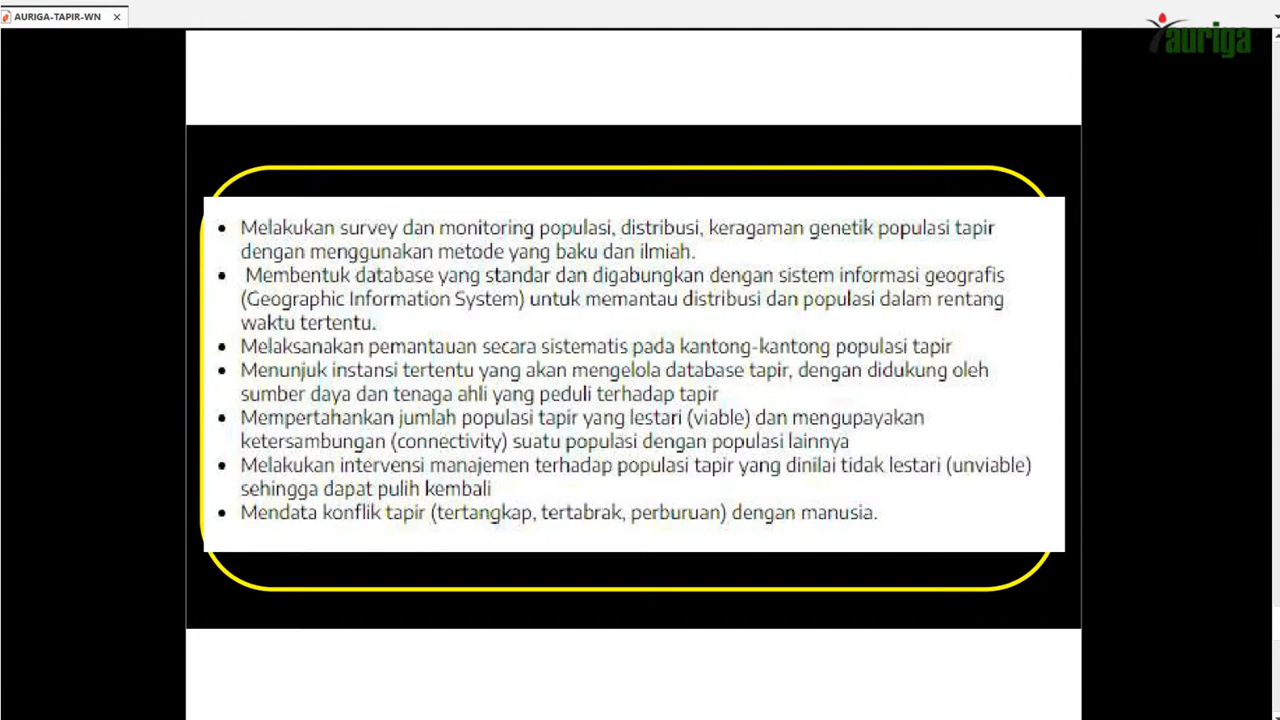 AURIGA-TAPIR-WN
auriga
• Melakukan survey dan monitoring populasi, distribusi, keragaman genetik populasi tapir
dengan menggunakan metode yang baku dan ilmiah.
• Membentuk database yang standar dan digabungkan dengan sistem informasi geografis
(Geographic Information System) untuk memantau distribusi dan populasi dalam rentang
waktu tertentu.
• Melaksanakan pemantauan secara sistematis pada kantong-kantong populasi tapir
• Menunjuk instansi tertentu yang akan mengelola database tapir, dengan didukung oleh
sumber daya dan tenaga ahli yang peduli terhadap tapir
• Mempertahankan jumlah populasi tapir yang lestari (viable) dan mengupayakan
ketersambungan (connectivity) suatu populasi dengan populasi lainnya
• Melakukan intervensi manajemen terhadap populasi tapir yang dinilai tidak lestari (unviable)
sehingga dapat pulih kembali
• Mendata konflik tapir (tertangkap, tertabrak, perburuan) dengan manusia.